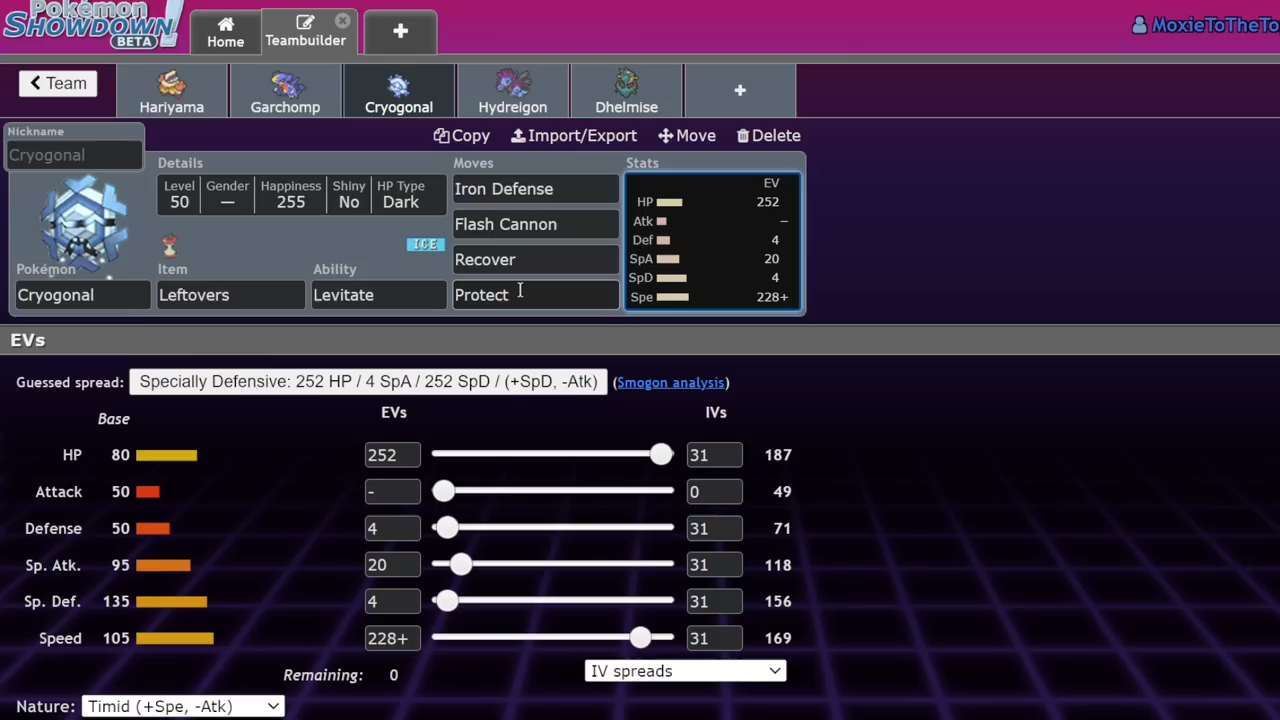 Pokémon
SHOWDOWN!
BETA
Home
Teambuilder
MoxieToTheTo
Team
Hariyama
Garchomp
Cryogonal
Hydreigon
Dhelmise
Nickname
Cryogonal
Copy Import/Export Move Delete
Details
Moves
Stats
Level Gender Happiness Shiny HP Type
50 — 255 No Dark
ICE
Pokémon
Cryogonal
Item
Leftovers
Ability
Levitate
Iron Defense
Flash Cannon
Recover
Protect
EV
HP 252
Atk –
Def 4
SpA 20
SpD 4
Spe 228+
EVs
Guessed spread: Specially Defensive: 252 HP / 4 SpA / 252 SpD / (+SpD, -Atk) (Smogon analysis)
Base EVs IVs
HP 80 252 31 187
Attack 50 - 0 49
Defense 50 4 31 71
Sp. Atk. 95 20 31 118
Sp. Def. 135 4 31 156
Speed 105 228+ 31 169
Remaining: 0 IV spreads
Nature: Timid (+Spe, -Atk)